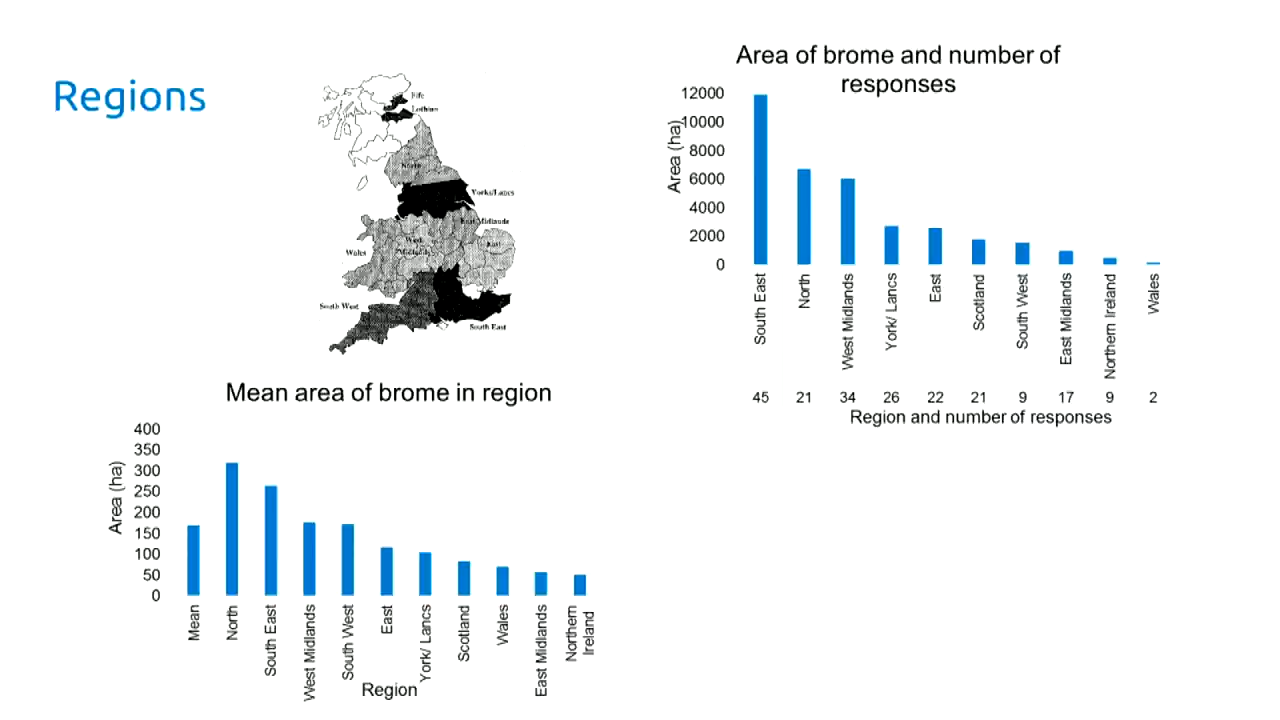 Regions
Fife
Lothian
North
Yorks/Lancs
East Midlands
West
Midlands
East
Wales
South West
South East
Area of brome and number of
responses
Area (ha)
12000
10000
8000
6000
4000
2000
0
South East
North
West Midlands
York/ Lancs
East
Scotland
South West
East Midlands
Northern Ireland
Wales
45 21 34 26 22 21 9 17 9 2
Region and number of responses
Mean area of brome in region
Area (ha)
400
350
300
250
200
150
100
50
0
Mean
North
South East
West Midlands
South West
East
York/ Lancs
Scotland
Wales
East Midlands
Northern
Ireland
Region